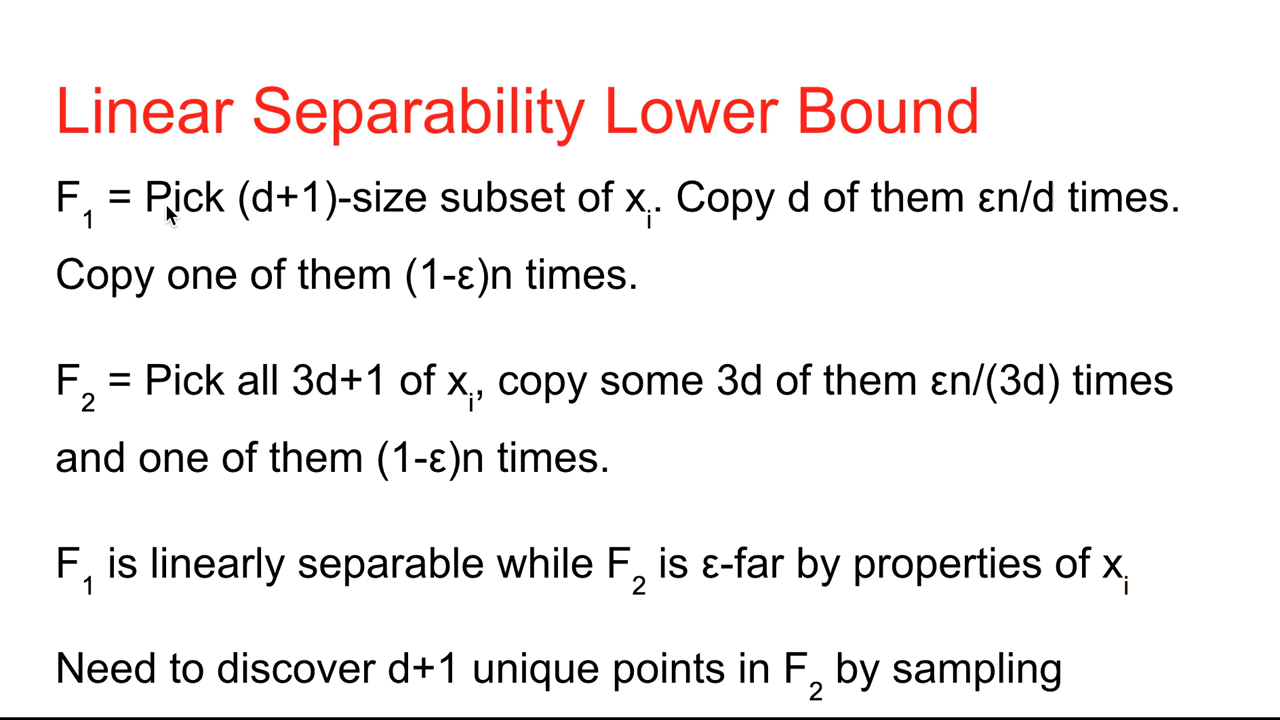 Linear Separability Lower Bound
F₁ = Pick (d+1)-size subset of xᵢ. Copy d of them εn/d times.
Copy one of them (1-ε)n times.
F₂ = Pick all 3d+1 of xᵢ, copy some 3d of them εn/(3d) times
and one of them (1-ε)n times.
F₁ is linearly separable while F₂ is ε-far by properties of xᵢ
Need to discover d+1 unique points in F₂ by sampling